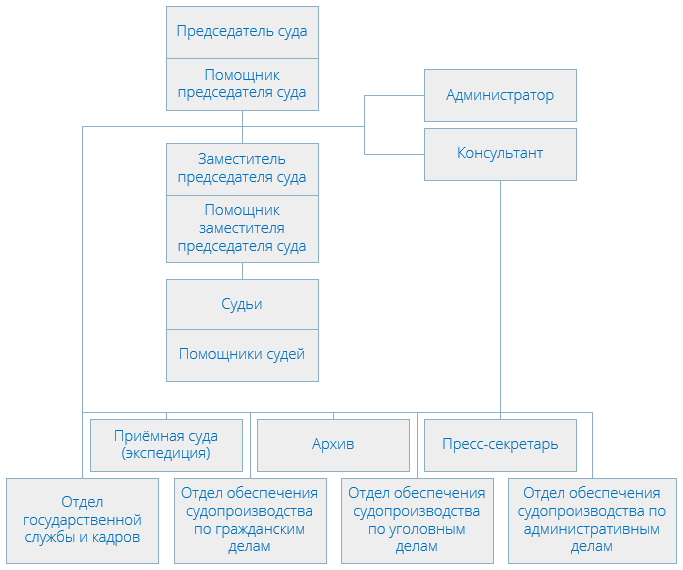 Председатель суда
Помощник
председателя суда
Администратор
Консультант
Заместитель
председателя суда
Помощник
заместителя
председателя суда
Судьи
Помощники судей
Приёмная суда
(экспедиция)
Архив
Пресс-секретарь
Отдел
государственной
службы и кадров
Отдел обеспечения
судопроизводства
по гражданским
делам
Отдел обеспечения
судопроизводства
по уголовным
делам
Отдел обеспечения
судопроизводства по
административным
делам